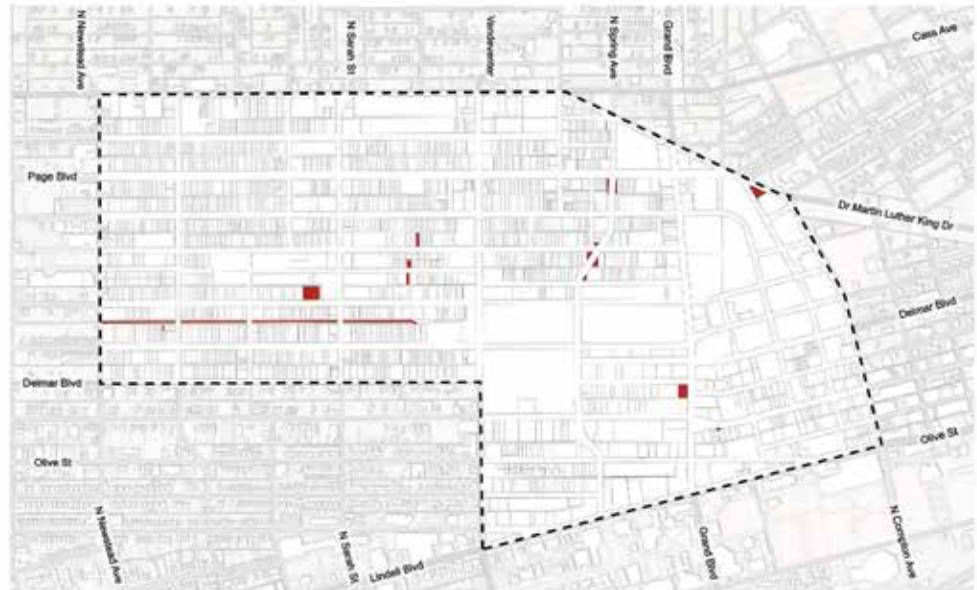 N Newstead Ave
N Sarah St
Vandeventer
N Spring Ave
Grand Blvd
Cass Ave
Page Blvd
Dr Martin Luther King Dr
Delmar Blvd
Delmar Blvd
Olive St
Olive St
N Newstead Ave
N Sarah St
Lindell Blvd
Grand Blvd
N Compton Ave